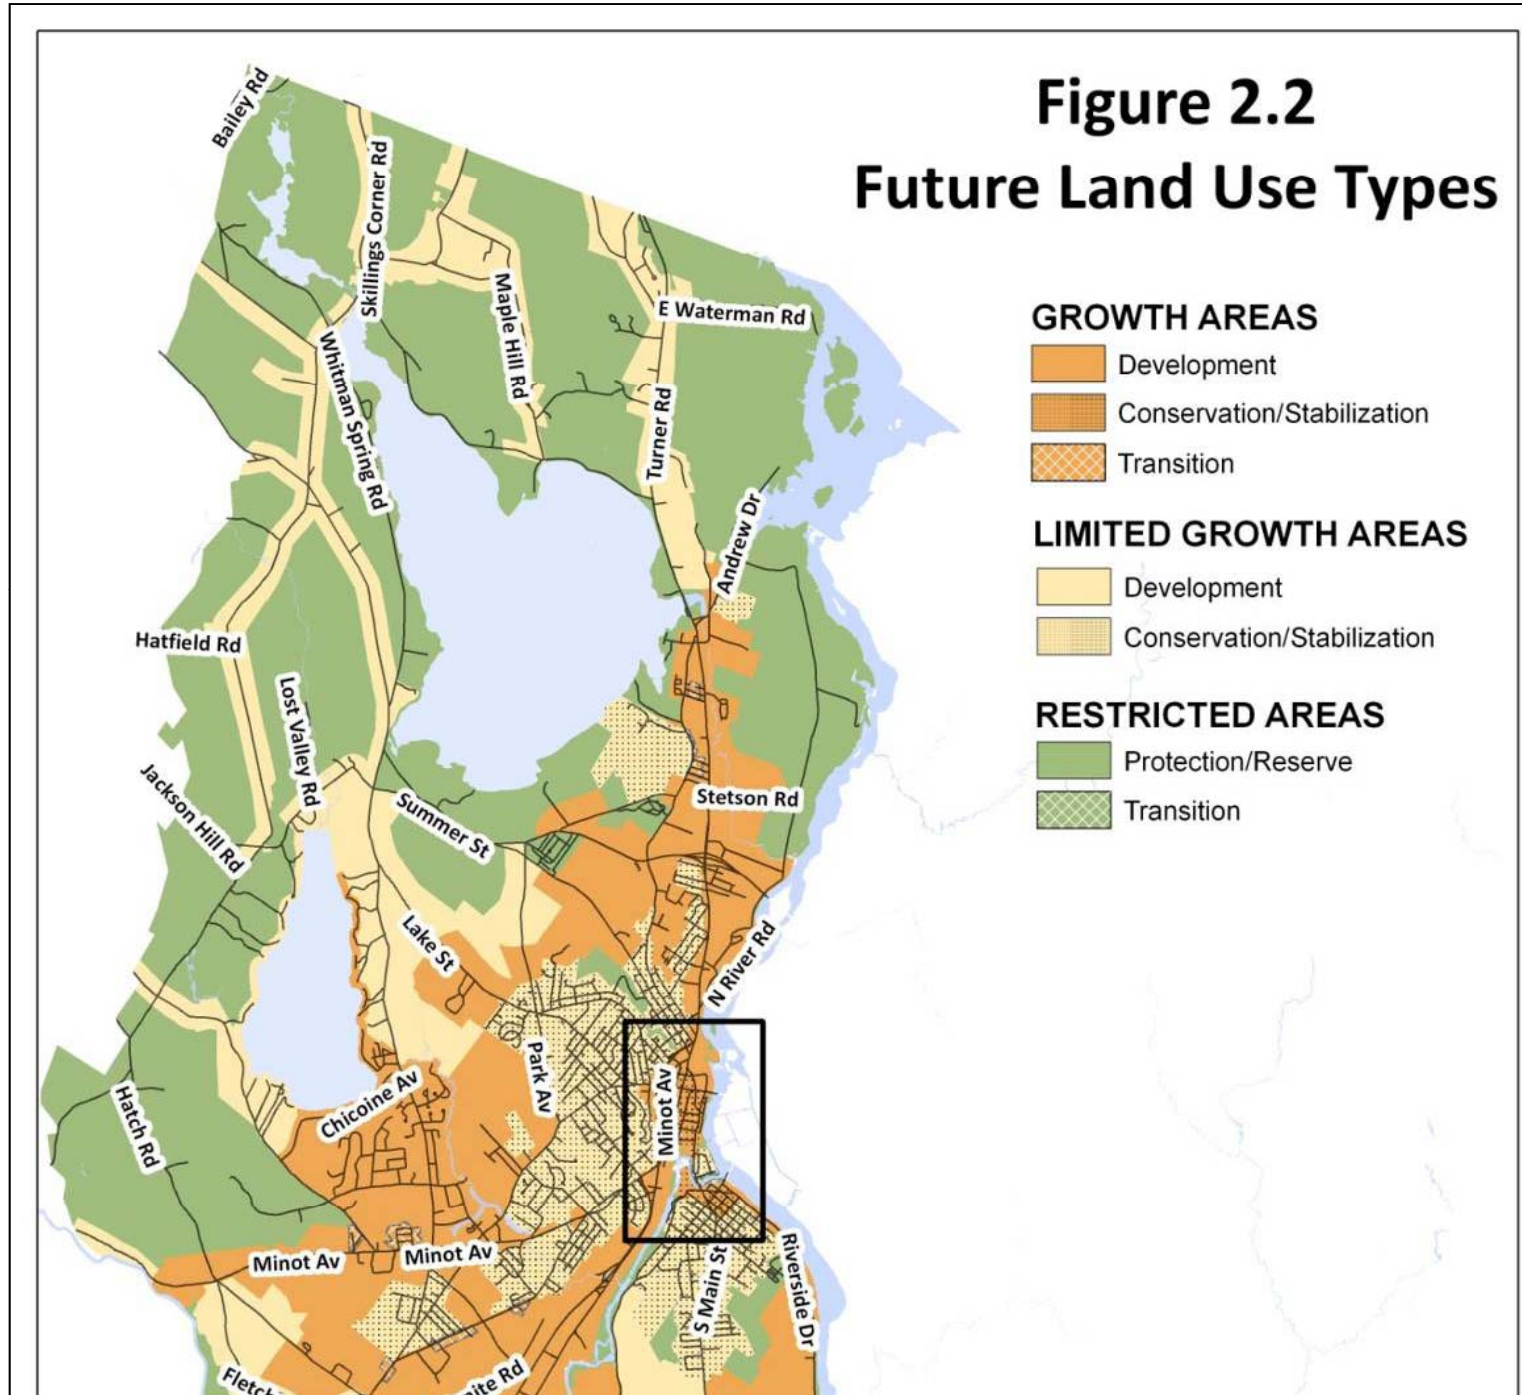 Figure 2.2
Future Land Use Types
GROWTH AREAS
Development
Conservation/Stabilization
Transition
LIMITED GROWTH AREAS
Development
Conservation/Stabilization
RESTRICTED AREAS
Protection/Reserve
Transition
Bailey Rd
Skillings Corner Rd
Maple Hill Rd
E Waterman Rd
Whitman Spring Rd
Turner Rd
Andrew Dr
Hatfield Rd
Lost Valley Rd
Jackson Hill Rd
Summer St
Stetson Rd
Lake St
N River Rd
Park Av
Minot Av
Chicoine Av
Hatch Rd
Minot Av
Minot Av
S Main St
Riverside Dr
Rd